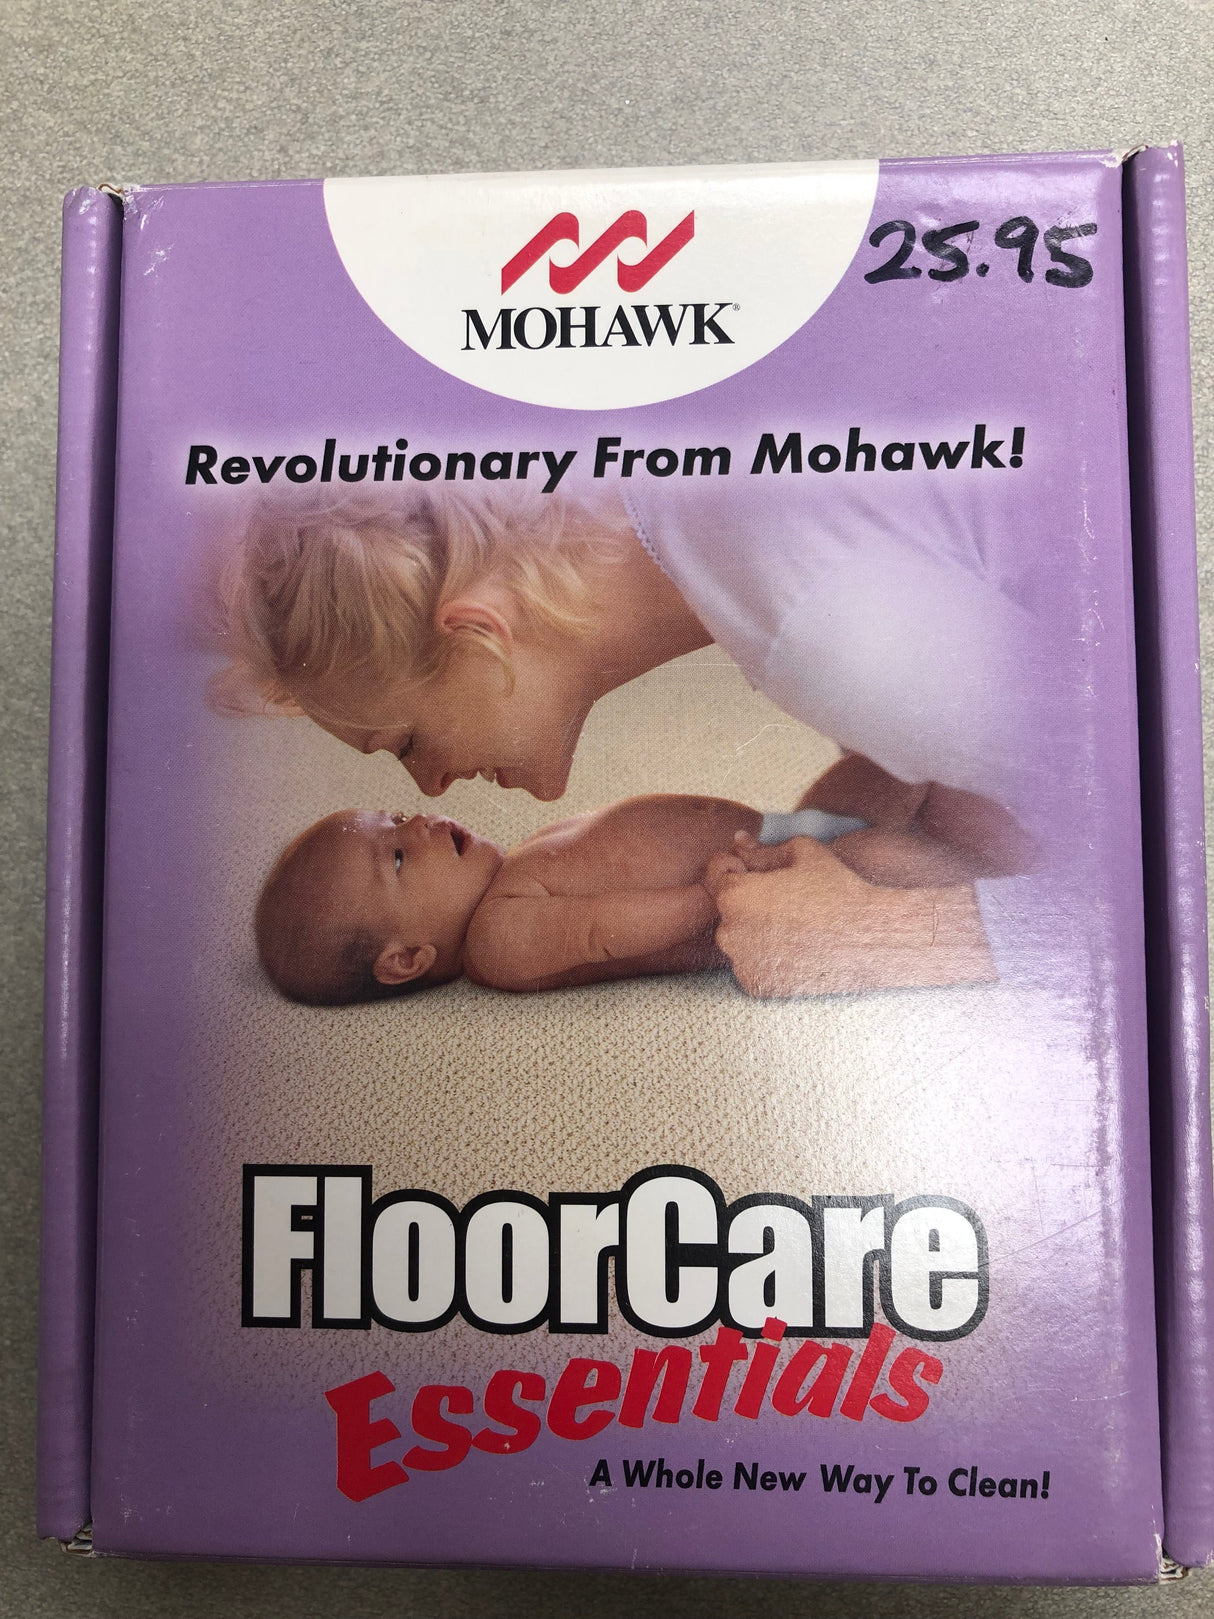 MOHAWK®
25.95
Revolutionary From Mohawk!
FloorCare
Essentials
A Whole New Way To Clean!